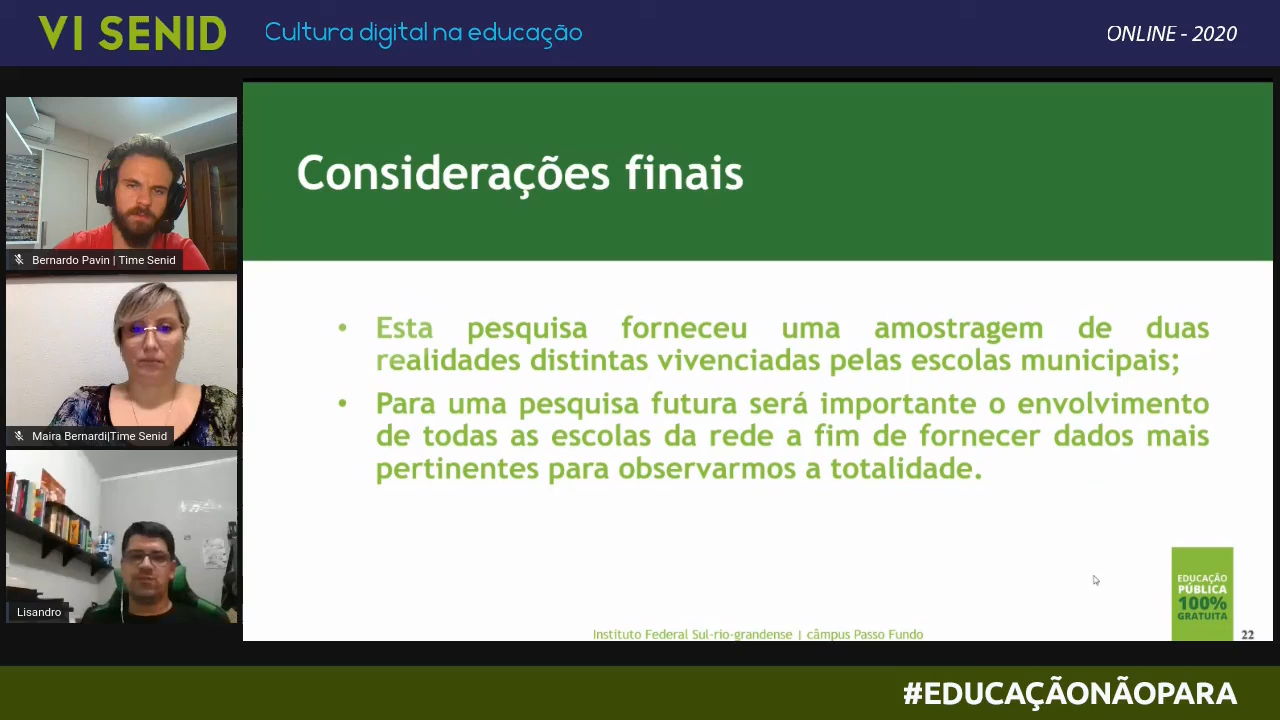 VI SENID
Cultura digital na educação
ONLINE - 2020
Bernardo Pavin | Time Senid
Maira Bernardi|Time Senid
Lisandro
Considerações finais
• Esta pesquisa forneceu uma amostragem de duas
realidades distintas vivenciadas pelas escolas municipais;
• Para uma pesquisa futura será importante o envolvimento
de todas as escolas da rede a fim de fornecer dados mais
pertinentes para observarmos a totalidade.
EDUCAÇÃO
PÚBLICA
100%
GRATUITA
Instituto Federal Sul-rio-grandense | câmpus Passo Fundo
22
#EDUCAÇÃONÃOPARA